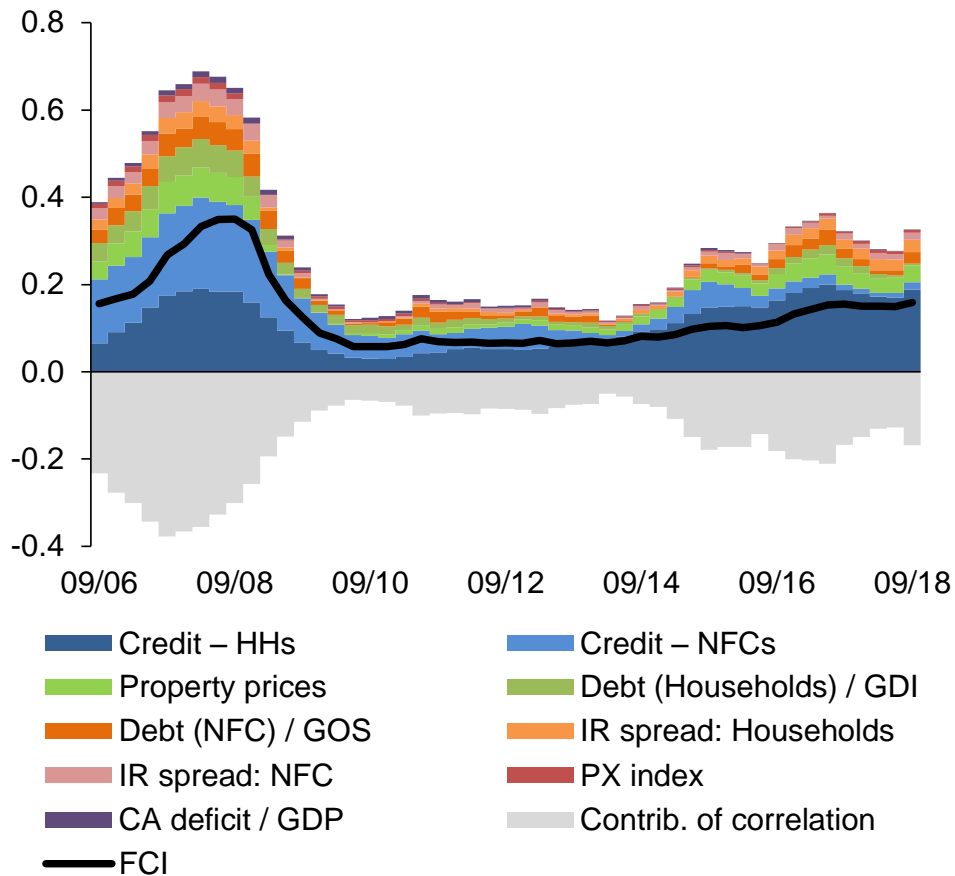 0.8
0.6
0.4
0.2
0.0
-0.2
-0.4
09/06 09/08 09/10 09/12 09/14 09/16 09/18
Credit – HHs Credit – NFCs
Property prices Debt (Households) / GDI
Debt (NFC) / GOS IR spread: Households
IR spread: NFC PX index
CA deficit / GDP Contrib. of correlation
FCI